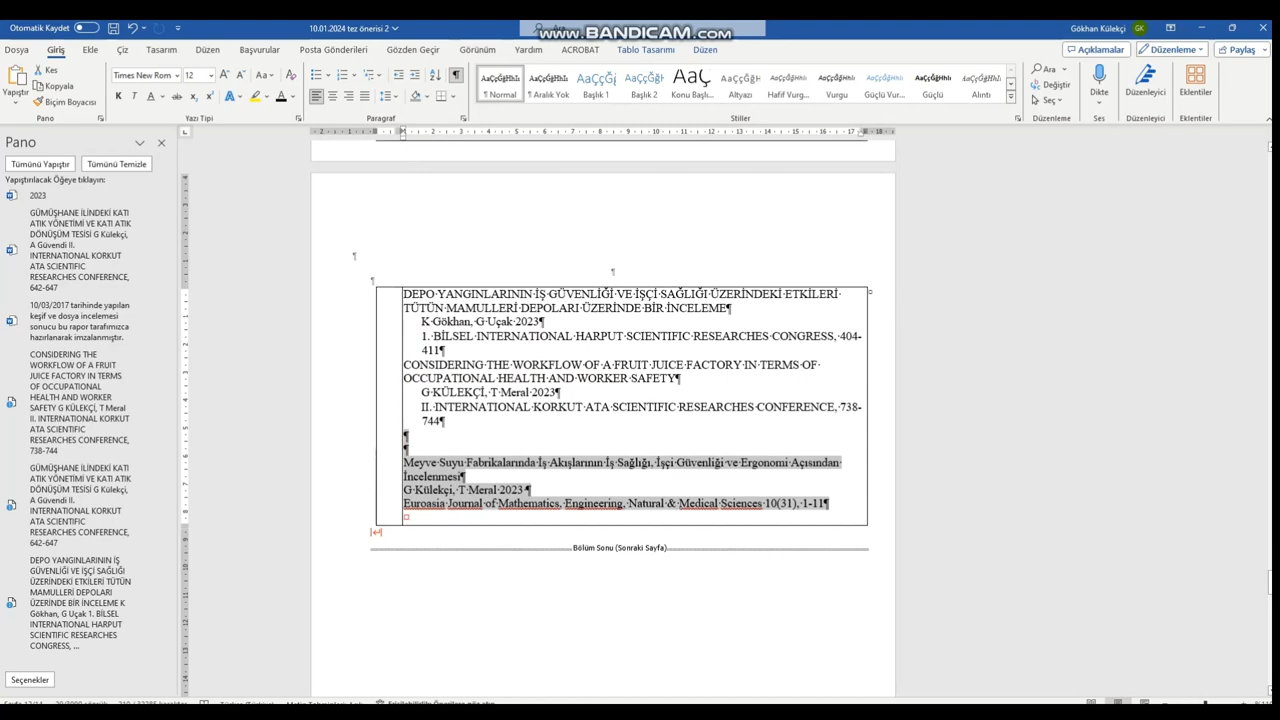 Otomatik Kaydet
10.01.2024 tez önerisi 2
www.BANDICAM.com
Gökhan Külekçi
GK
Dosya Giriş Ekle Çiz Tasarım Düzen Başvurular Posta Gönderileri Gözden Geçir Görünüm Yardım ACROBAT Tablo Tasarımı Düzen
Açıklamalar Düzenleme Paylaş
Yapıştır
Kes
Kopyala
Biçim Boyacısı
Pano
Times New Rom 12
K T A
Yazı Tipi
Paragraf
¶ Normal
¶ Aralık Yok
Başlık 1
Başlık 2
Konu Başlı...
Altyazı
Hafif Vurg...
Vurgu
Güçlü Vur...
Güçlü
Alıntı
Stiller
Ara
Değiştir
Seç
Düzenleme
Dikte
Ses
Düzenleyici
Düzenleyici
Eklentiler
Eklentiler
Pano
Tümünü Yapıştır Tümünü Temizle
Yapıştırılacak Öğeye tıklayın:
2023
GÜMÜŞHANE İLİNDEKİ KATI
ATIK YÖNETİMİ VE KATI ATIK
DÖNÜŞÜM TESİSİ G Külekçi,
A Güvendi II.
INTERNATIONAL KORKUT
ATA SCIENTIFIC
RESEARCHES CONFERENCE,
642-647
10/03/2017 tarihinde yapılan
keşif ve dosya incelemesi
sonucu bu rapor tarafımızca
hazırlanarak imzalanmıştır.
CONSIDERING THE
WORKFLOW OF A FRUIT
JUICE FACTORY IN TERMS
OF OCCUPATIONAL
HEALTH AND WORKER
SAFETY G KÜLEKÇİ, T Meral
II. INTERNATIONAL KORKUT
ATA SCIENTIFIC
RESEARCHES CONFERENCE,
738-744
GÜMÜŞHANE İLİNDEKİ KATI
ATIK YÖNETİMİ VE KATI ATIK
DÖNÜŞÜM TESİSİ G Külekçi,
A Güvendi II.
INTERNATIONAL KORKUT
ATA SCIENTIFIC
RESEARCHES CONFERENCE,
642-647
DEPO YANGINLARININ İŞ
GÜVENLİĞİ VE İŞÇİ SAĞLIĞI
ÜZERİNDEKİ ETKİLERİ TÜTÜN
MAMULLERİ DEPOLARI
ÜZERİNDE BİR İNCELEME K
Gökhan, G Uçak 1. BİLSEL
INTERNATIONAL HARPUT
SCIENTIFIC RESEARCHES
CONGRESS, ...
Seçenekler
DEPO YANGINLARININ İŞ GÜVENLİĞİ VE İŞÇİ SAĞLIĞI ÜZERİNDEKİ ETKİLERİ
TÜTÜN MAMULLERİ DEPOLARI ÜZERİNDE BİR İNCELEME¶
K Gökhan, G Uçak 2023¶
1. BİLSEL INTERNATIONAL HARPUT SCIENTIFIC RESEARCHES CONGRESS, 404-
411¶
CONSIDERING THE WORKFLOW OF A FRUIT JUICE FACTORY IN TERMS OF
OCCUPATIONAL HEALTH AND WORKER SAFETY¶
G KÜLEKÇİ, T Meral 2023¶
II. INTERNATIONAL KORKUT ATA SCIENTIFIC RESEARCHES CONFERENCE, 738-
744¶
Meyve Suyu Fabrikalarında İş Akışlarının İş Sağlığı, İşçi Güvenliği ve Ergonomi Açısından
İncelenmesi¶
G Külekçi, T Meral 2023 ¶
Euroasia Journal of Mathematics, Engineering, Natural & Medical Sciences 10(31), 1-11¶
Bölüm Sonu (Sonraki Sayfa)